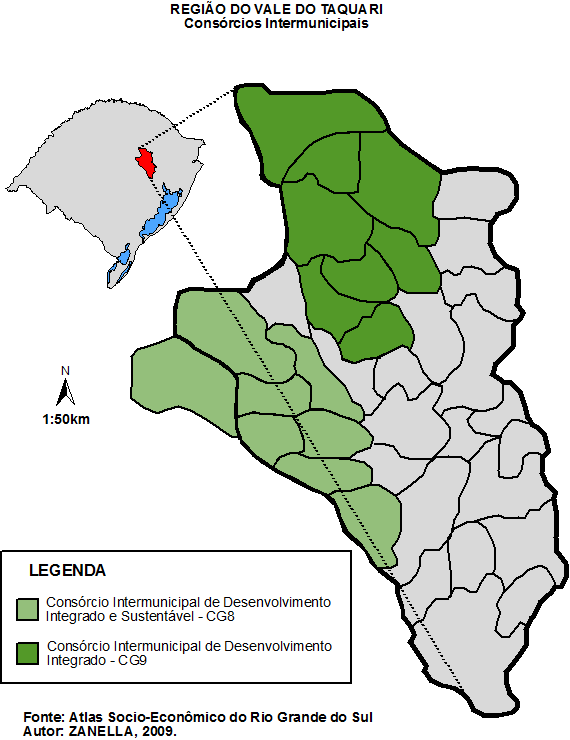 REGIÃO DO VALE DO TAQUARI
Consórcios Intermunicipais
N
1:50km
LEGENDA
Consórcio Intermunicipal de Desenvolvimento
Integrado e Sustentável - CG8
Consórcio Intermunicipal de Desenvolvimento
Integrado - CG9
Fonte: Atlas Socio-Econômico do Rio Grande do Sul
Autor: ZANELLA, 2009.